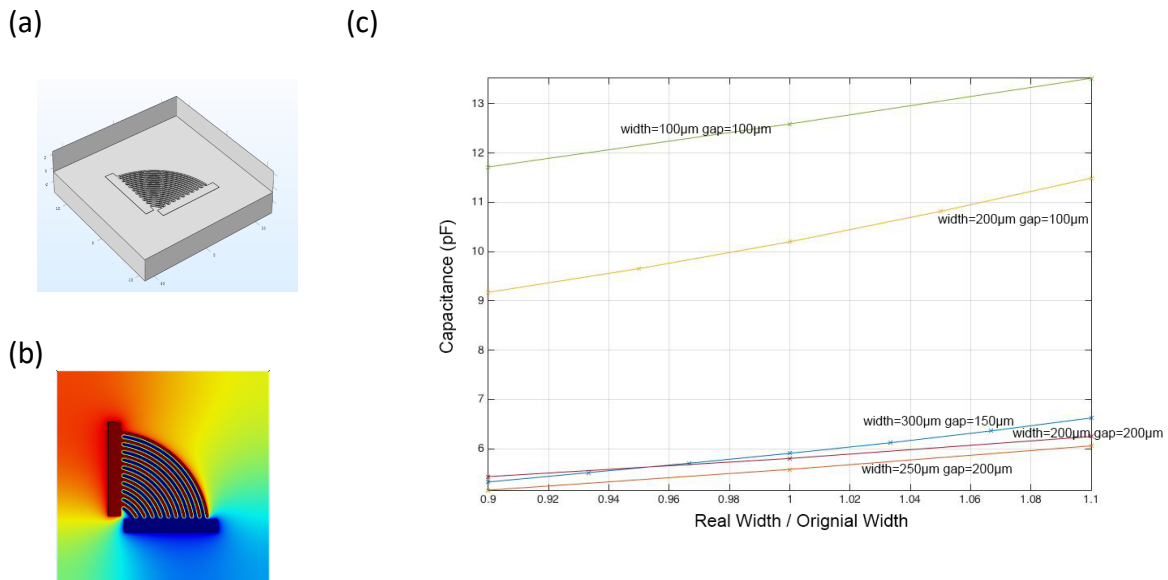 (a)
(c)
(b)
13
12
11
10
9
8
7
6
Capacitance (pF)
width=100μm gap=100μm
width=200μm gap=100μm
width=300μm gap=150μm
width=200μm gap=200μm
width=250μm gap=200μm
0.9 0.92 0.94 0.96 0.98 1 1.02 1.04 1.06 1.08 1.1
Real Width / Orignial Width